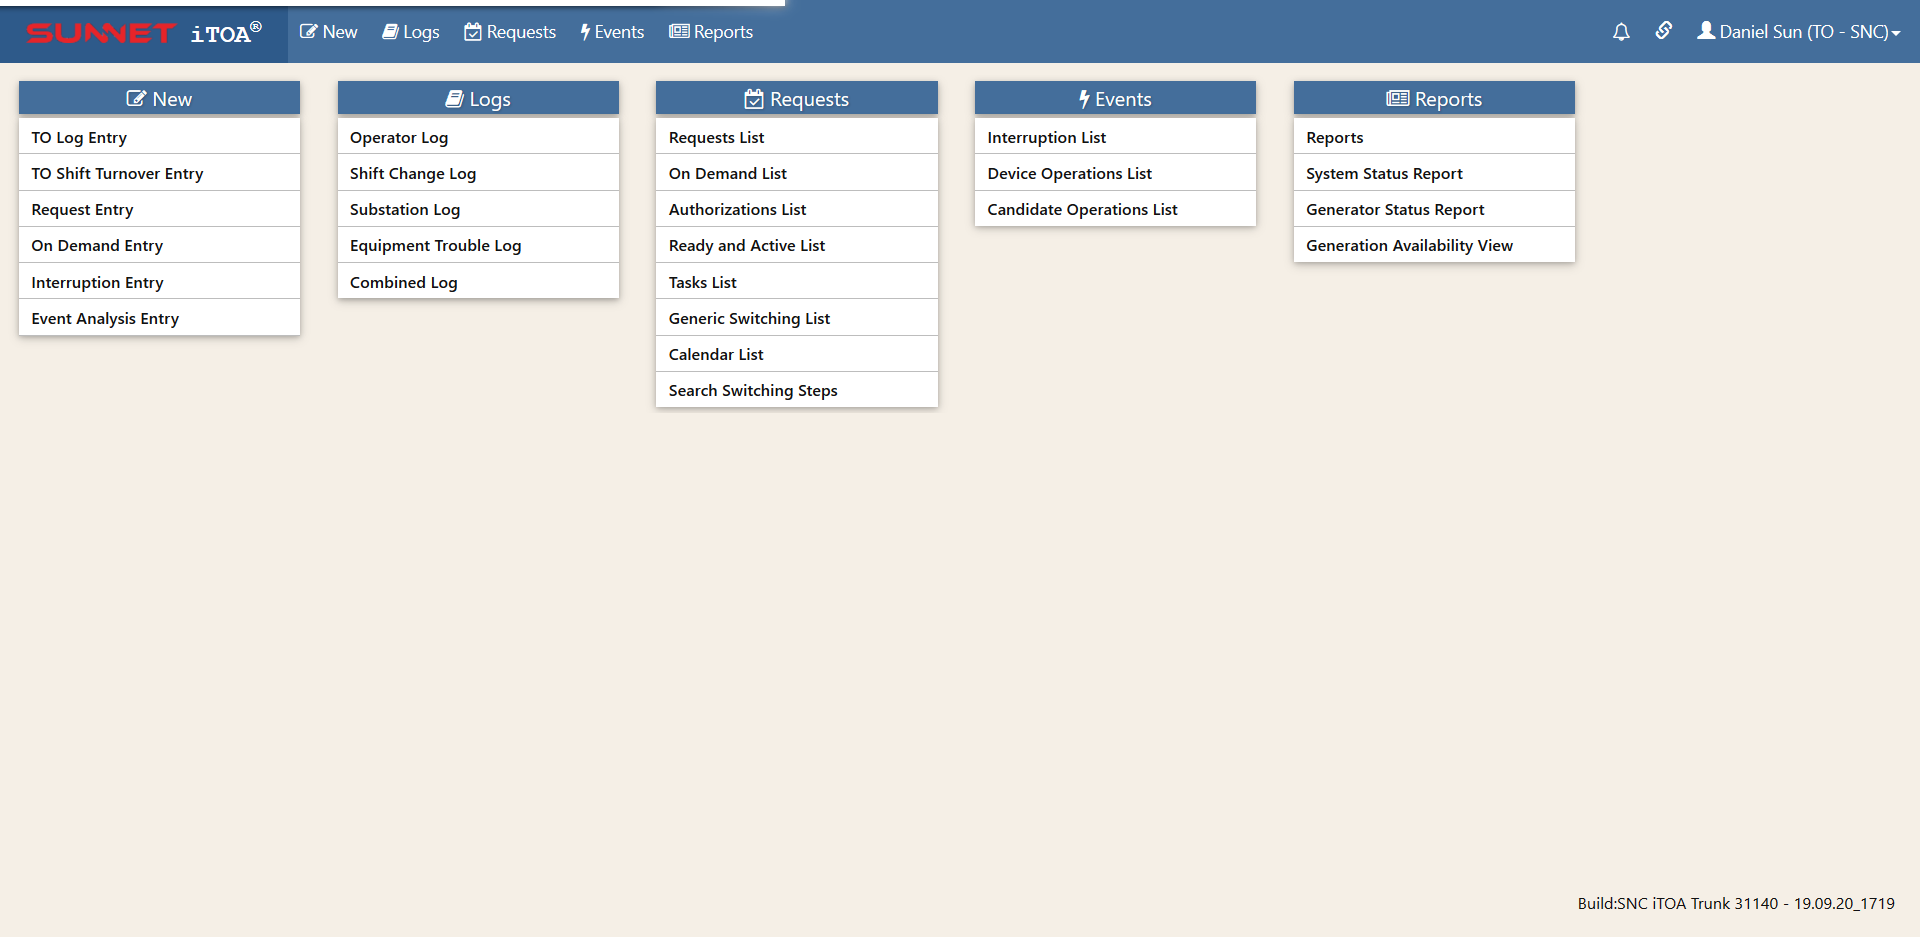 SUNNET iTOA® New Logs Requests Events Reports Daniel Sun (TO - SNC)
New
TO Log Entry
TO Shift Turnover Entry
Request Entry
On Demand Entry
Interruption Entry
Event Analysis Entry
Logs
Operator Log
Shift Change Log
Substation Log
Equipment Trouble Log
Combined Log
Requests
Requests List
On Demand List
Authorizations List
Ready and Active List
Tasks List
Generic Switching List
Calendar List
Search Switching Steps
Events
Interruption List
Device Operations List
Candidate Operations List
Reports
Reports
System Status Report
Generator Status Report
Generation Availability View
Build:SNC iTOA Trunk 31140 - 19.09.20_1719